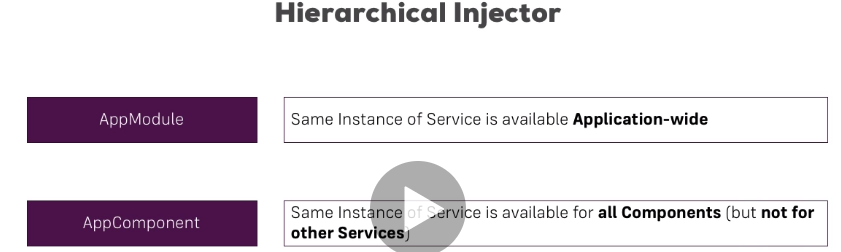 Hierarchical Injector
AppModule
Same Instance of Service is available Application-wide
AppComponent
Same Instance of Service is available for all Components (but not for
other Services)